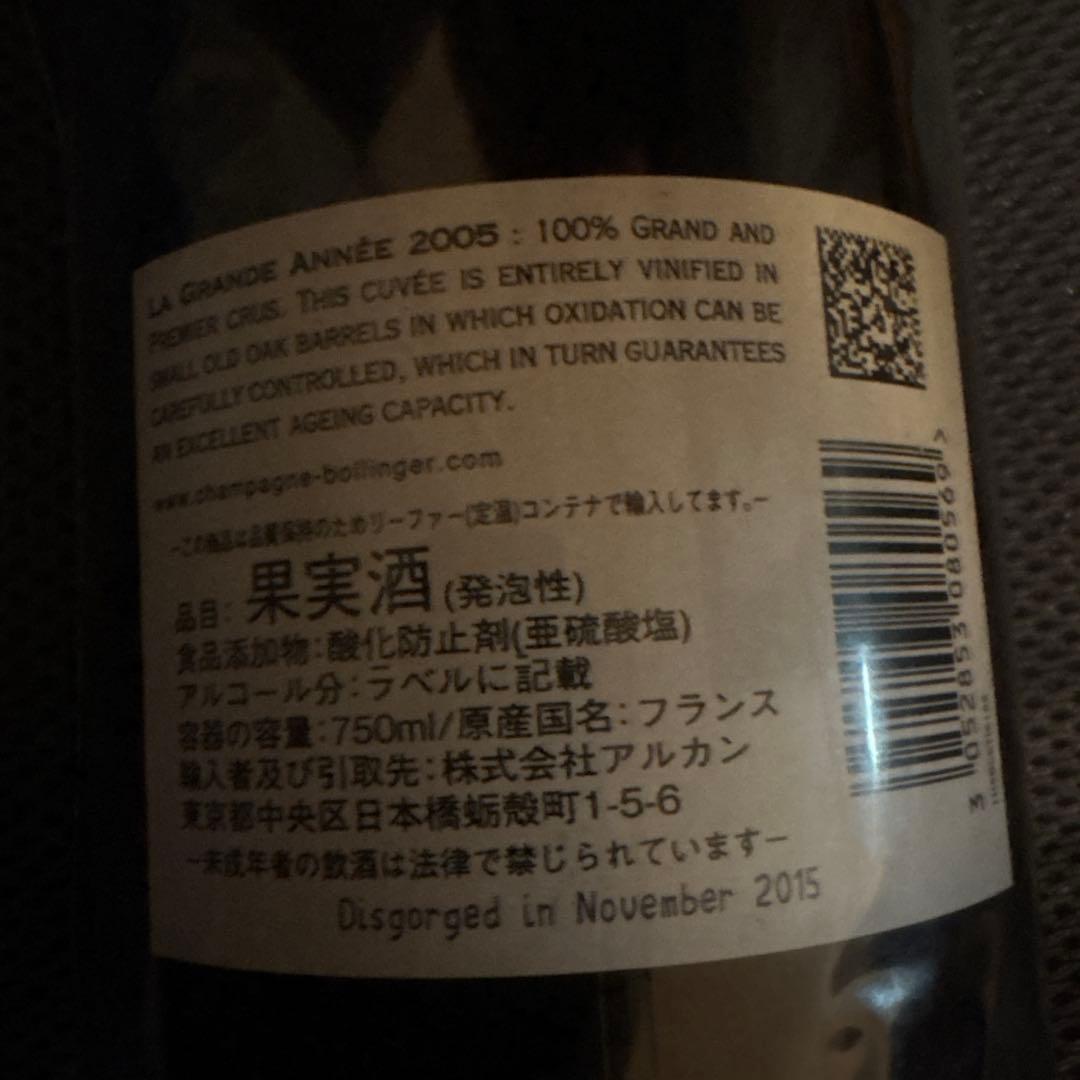 LA GRANDE ANNÉE 2005 : 100% GRAND AND
PREMIER CRUS. THIS CUVÉE IS ENTIRELY VINIFIED IN
SMALL OLD OAK BARRELS IN WHICH OXIDATION CAN BE
CAREFULLY CONTROLLED, WHICH IN TURN GUARANTEES
AN EXCELLENT AGEING CAPACITY.
www.champagne-bollinger.com
-この商品は品質保持のためリーファー(定温)コンテナで輸入してます。-
品目: 果実酒 (発泡性)
食品添加物:酸化防止剤(亜硫酸塩)
アルコール分:ラベルに記載
容器の容量:750ml/原産国名:フランス
輸入者及び引取先:株式会社アルカン
東京都中央区日本橋蛎殻町1-5-6
-未成年者の飲酒は法律で禁じられています-
Disgorged in November 2015
3 052853 080569 >